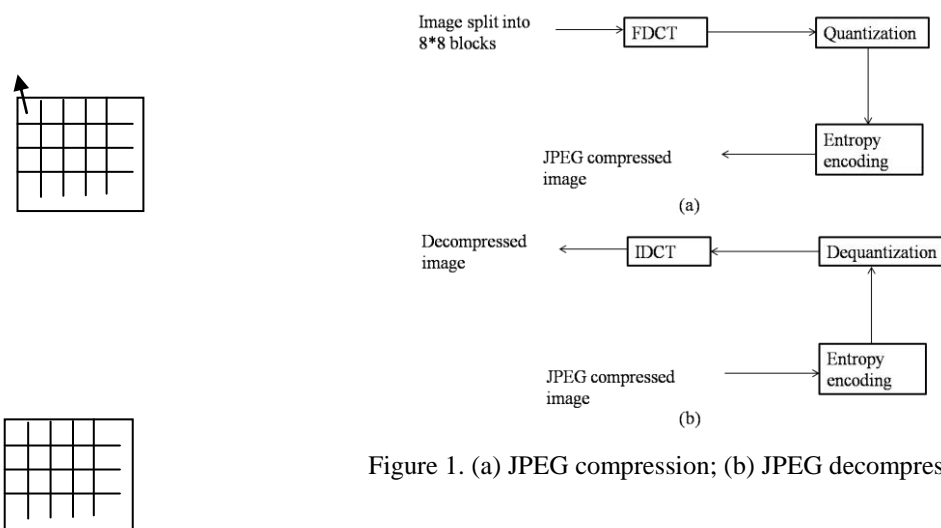 Image split into
8*8 blocks
FDCT
Quantization
Entropy
encoding
JPEG compressed
image
(a)
Decompressed
image
IDCT
Dequantization
Entropy
encoding
JPEG compressed
image
(b)
Figure 1. (a) JPEG compression; (b) JPEG decompres